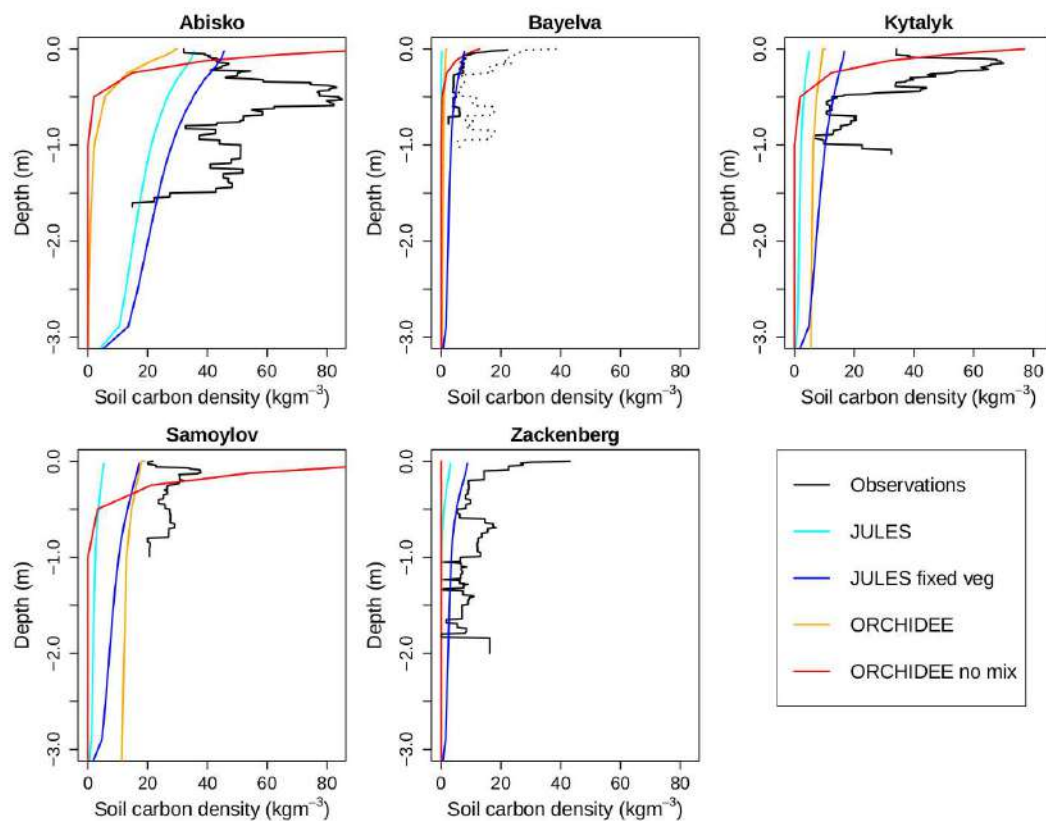 Abisko
Bayelva
Kytalyk
0.0
−1.0
−2.0
−3.0
Depth (m)
0 20 40 60 80
Soil carbon density (kgm⁻³)
0.0
−1.0
−2.0
−3.0
Depth (m)
0 20 40 60 80
Soil carbon density (kgm⁻³)
0.0
−1.0
−2.0
−3.0
Depth (m)
0 20 40 60 80
Soil carbon density (kgm⁻³)
Samoylov
Zackenberg
0.0
−1.0
−2.0
−3.0
Depth (m)
0 20 40 60 80
Soil carbon density (kgm⁻³)
0.0
−1.0
−2.0
−3.0
Depth (m)
0 20 40 60 80
Soil carbon density (kgm⁻³)
Observations
JULES
JULES fixed veg
ORCHIDEE
ORCHIDEE no mix